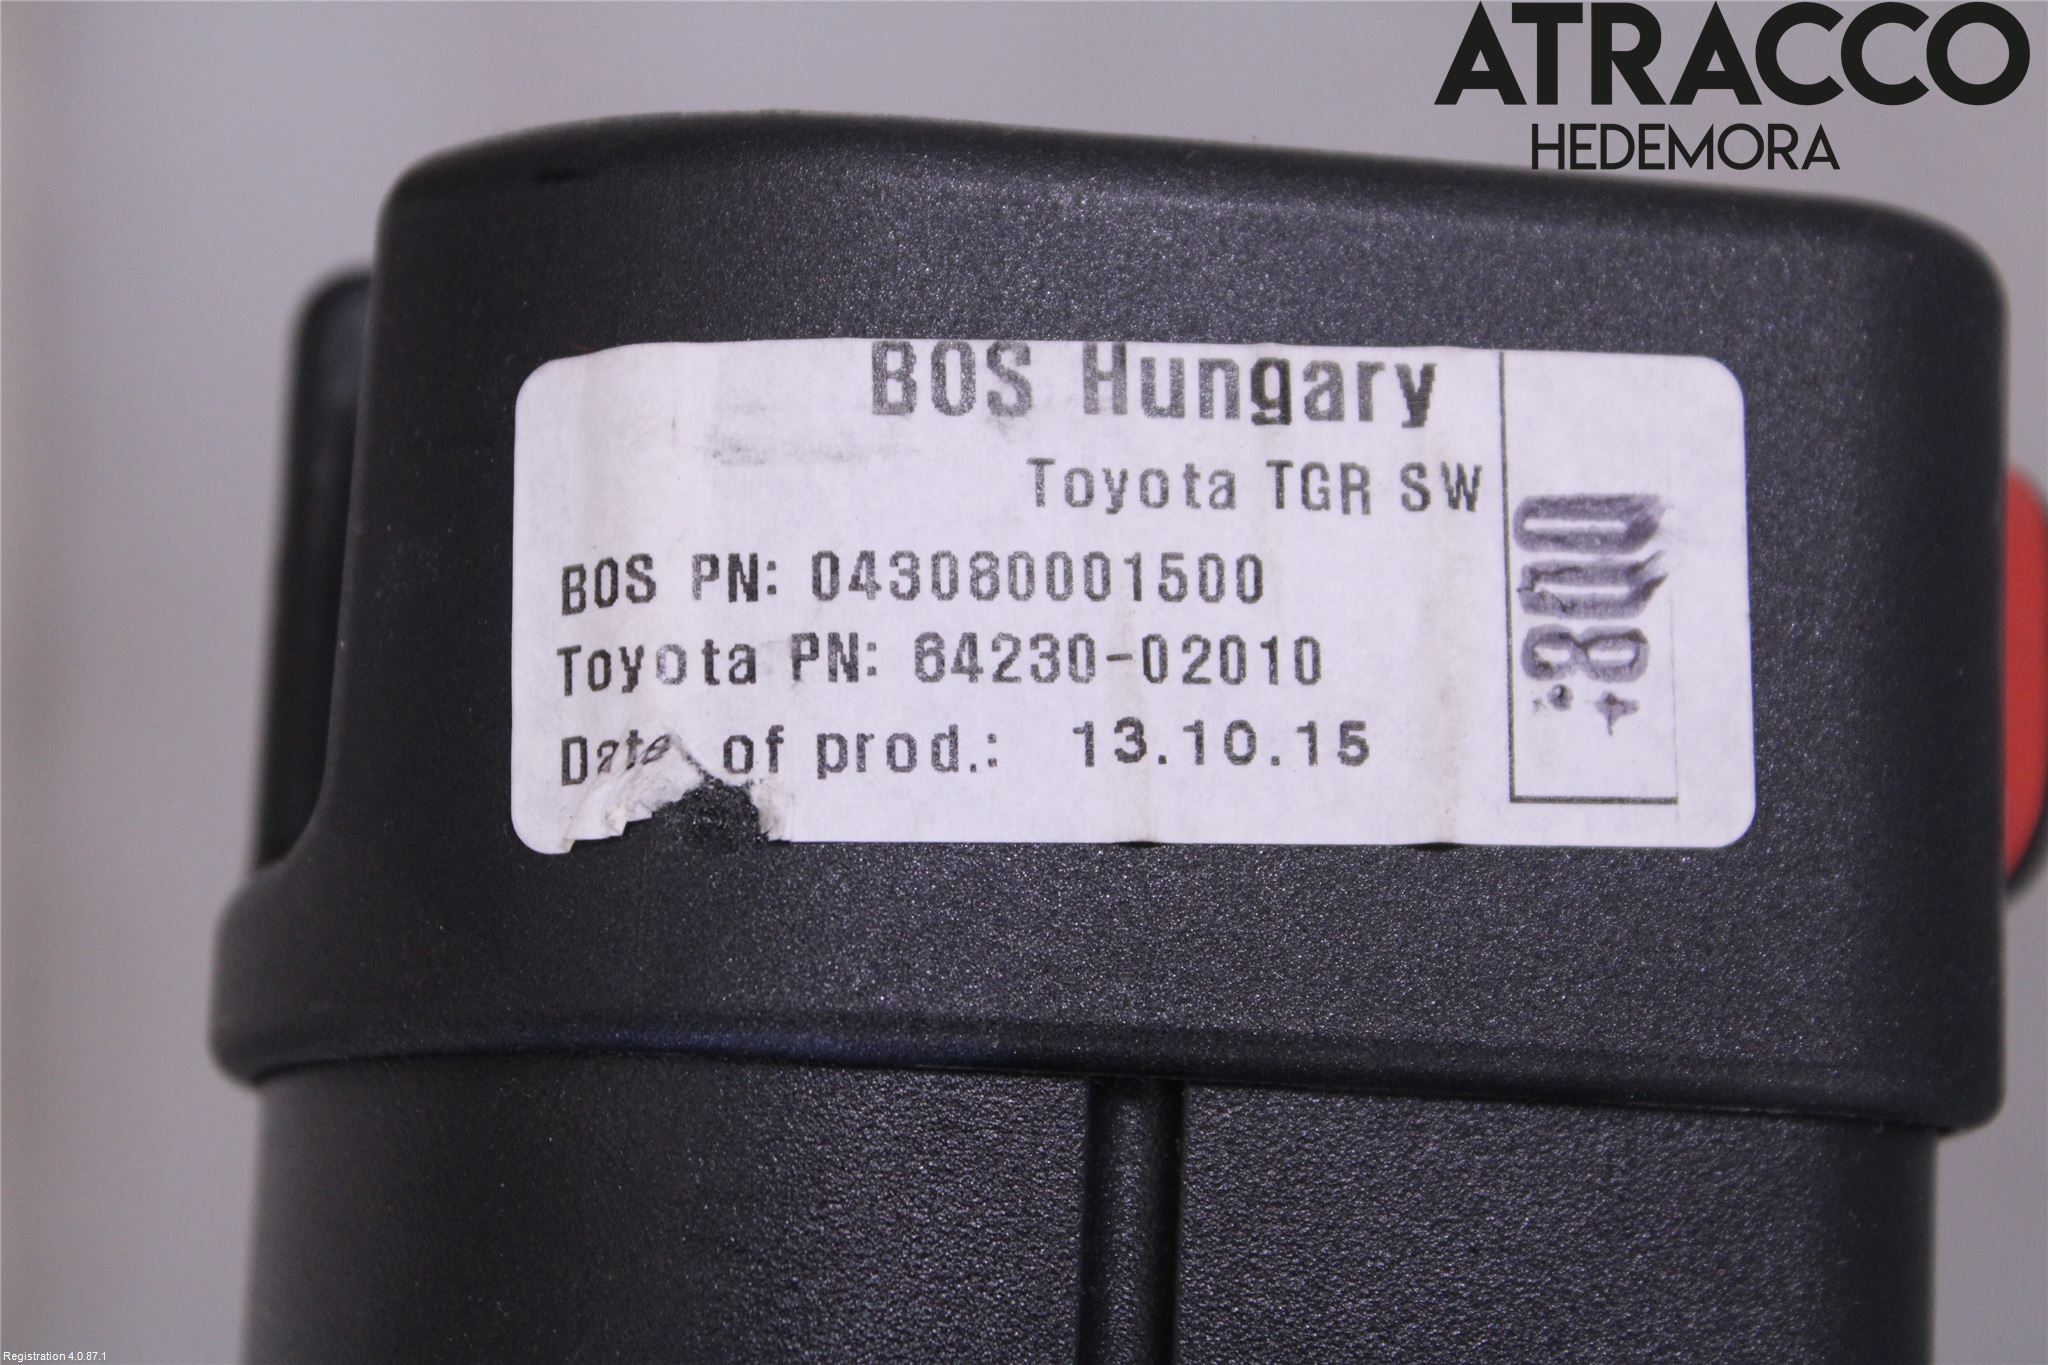 ATRACCO
HEDEMORA
BOS Hungary
Toyota TGR SW
BOS PN: 043080001500
Toyota PN: 64230-02010
Date of prod.: 13.10.15
Registration 4.0.87.1